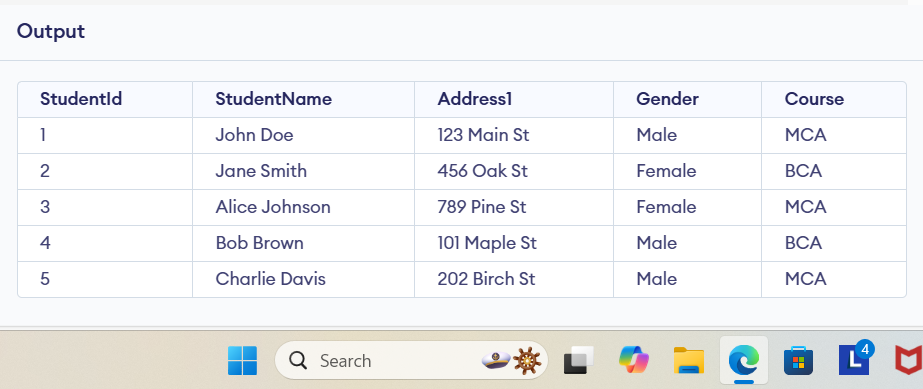 Output
StudentId StudentName Address1 Gender Course
1 John Doe 123 Main St Male MCA
2 Jane Smith 456 Oak St Female BCA
3 Alice Johnson 789 Pine St Female MCA
4 Bob Brown 101 Maple St Male BCA
5 Charlie Davis 202 Birch St Male MCA
Search L 4